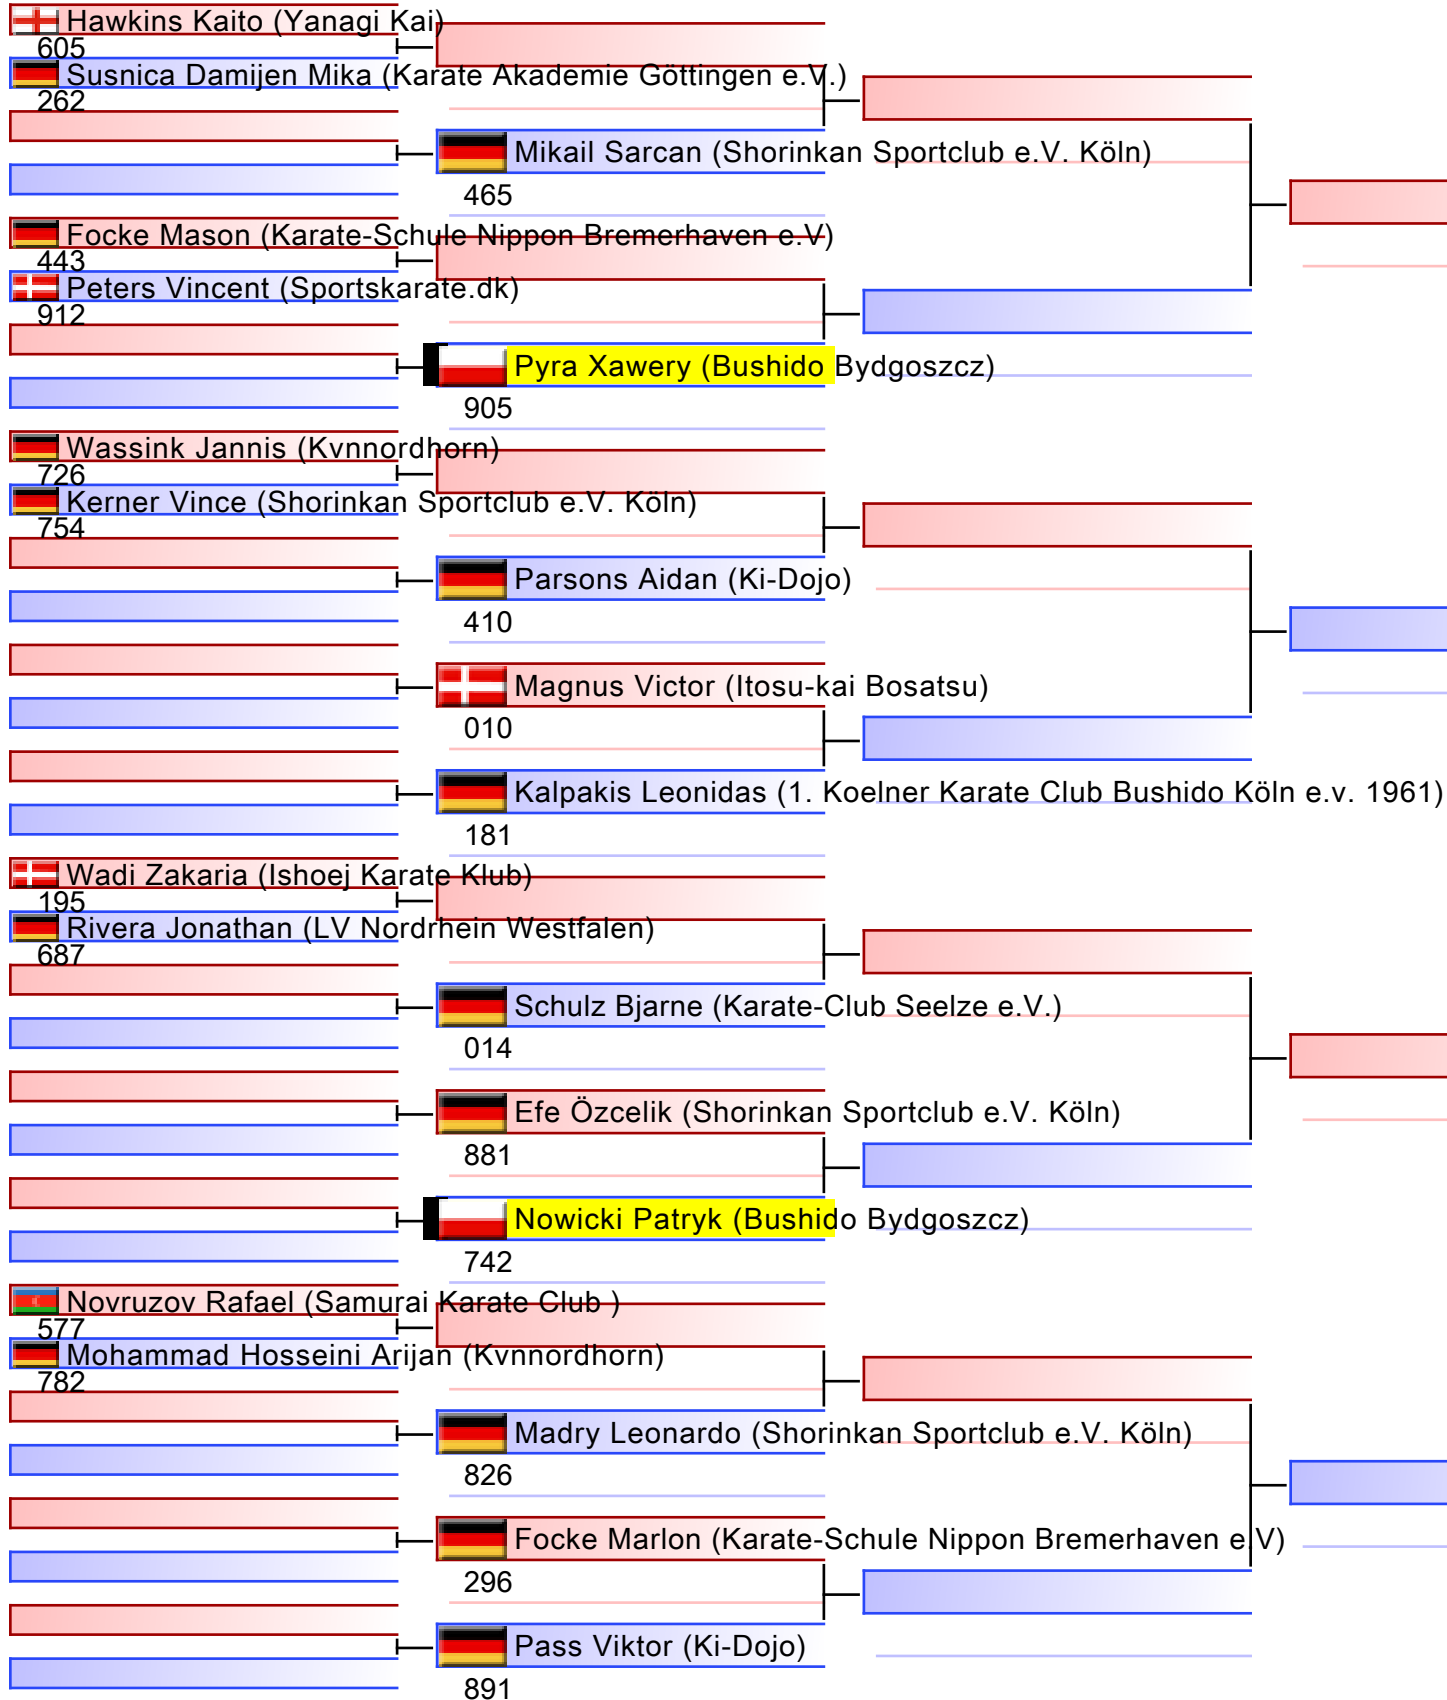 Hawkins Kaito (Yanagi Kai)
605
Susnica Damijen Mika (Karate Akademie Göttingen e.V.)
262
Mikail Sarcan (Shorinkan Sportclub e.V. Köln)
465
Focke Mason (Karate-Schule Nippon Bremerhaven e.V)
443
Peters Vincent (Sportskarate.dk)
912
Pyra Xawery (Bushido Bydgoszcz)
905
Wassink Jannis (Kvnnordhorn)
726
Kerner Vince (Shorinkan Sportclub e.V. Köln)
754
Parsons Aidan (Ki-Dojo)
410
Magnus Victor (Itosu-kai Bosatsu)
010
Kalpakis Leonidas (1. Koelner Karate Club Bushido Köln e.v. 1961)
181
Wadi Zakaria (Ishoej Karate Klub)
195
Rivera Jonathan (LV Nordrhein Westfalen)
687
Schulz Bjarne (Karate-Club Seelze e.V.)
014
Efe Özcelik (Shorinkan Sportclub e.V. Köln)
881
Nowicki Patryk (Bushido Bydgoszcz)
742
Novruzov Rafael (Samurai Karate Club )
577
Mohammad Hosseini Arijan (Kvnnordhorn)
782
Madry Leonardo (Shorinkan Sportclub e.V. Köln)
826
Focke Marlon (Karate-Schule Nippon Bremerhaven e.V)
296
Pass Viktor (Ki-Dojo)
891